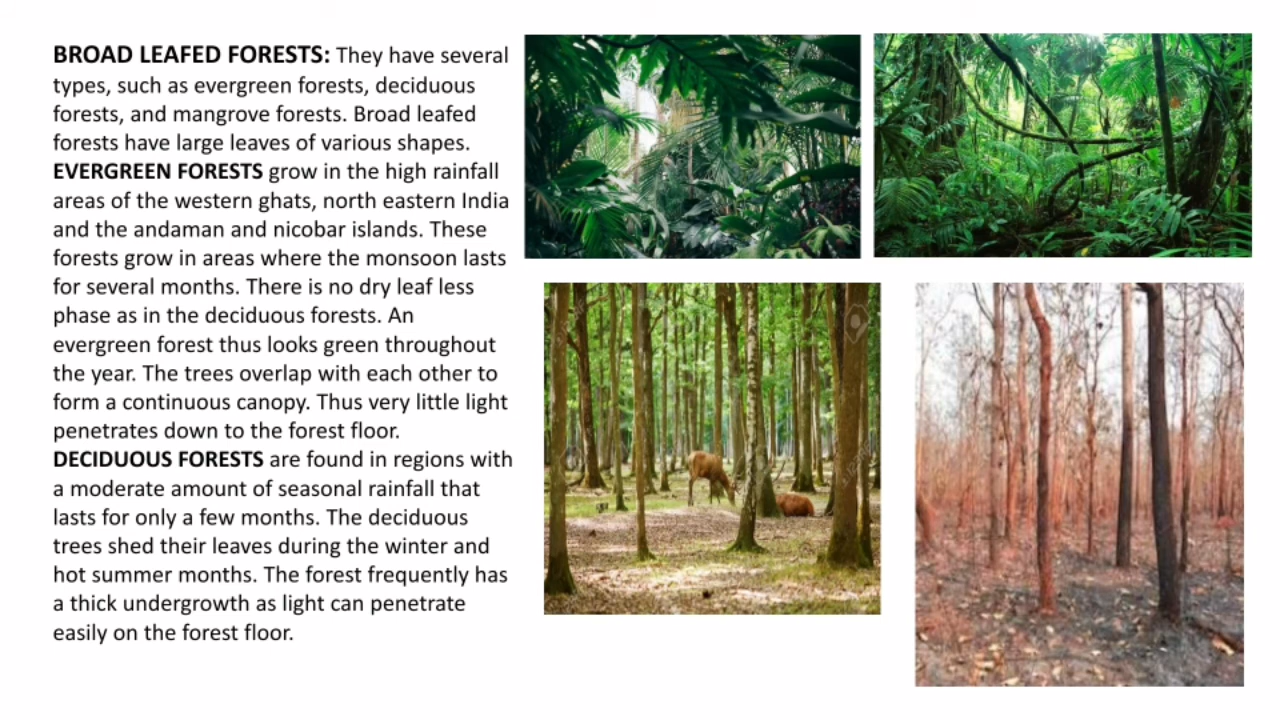 BROAD LEAFED FORESTS: They have several
types, such as evergreen forests, deciduous
forests, and mangrove forests. Broad leafed
forests have large leaves of various shapes.
EVERGREEN FORESTS grow in the high rainfall
areas of the western ghats, north eastern India
and the andaman and nicobar islands. These
forests grow in areas where the monsoon lasts
for several months. There is no dry leaf less
phase as in the deciduous forests. An
evergreen forest thus looks green throughout
the year. The trees overlap with each other to
form a continuous canopy. Thus very little light
penetrates down to the forest floor.
DECIDUOUS FORESTS are found in regions with
a moderate amount of seasonal rainfall that
lasts for only a few months. The deciduous
trees shed their leaves during the winter and
hot summer months. The forest frequently has
a thick undergrowth as light can penetrate
easily on the forest floor.